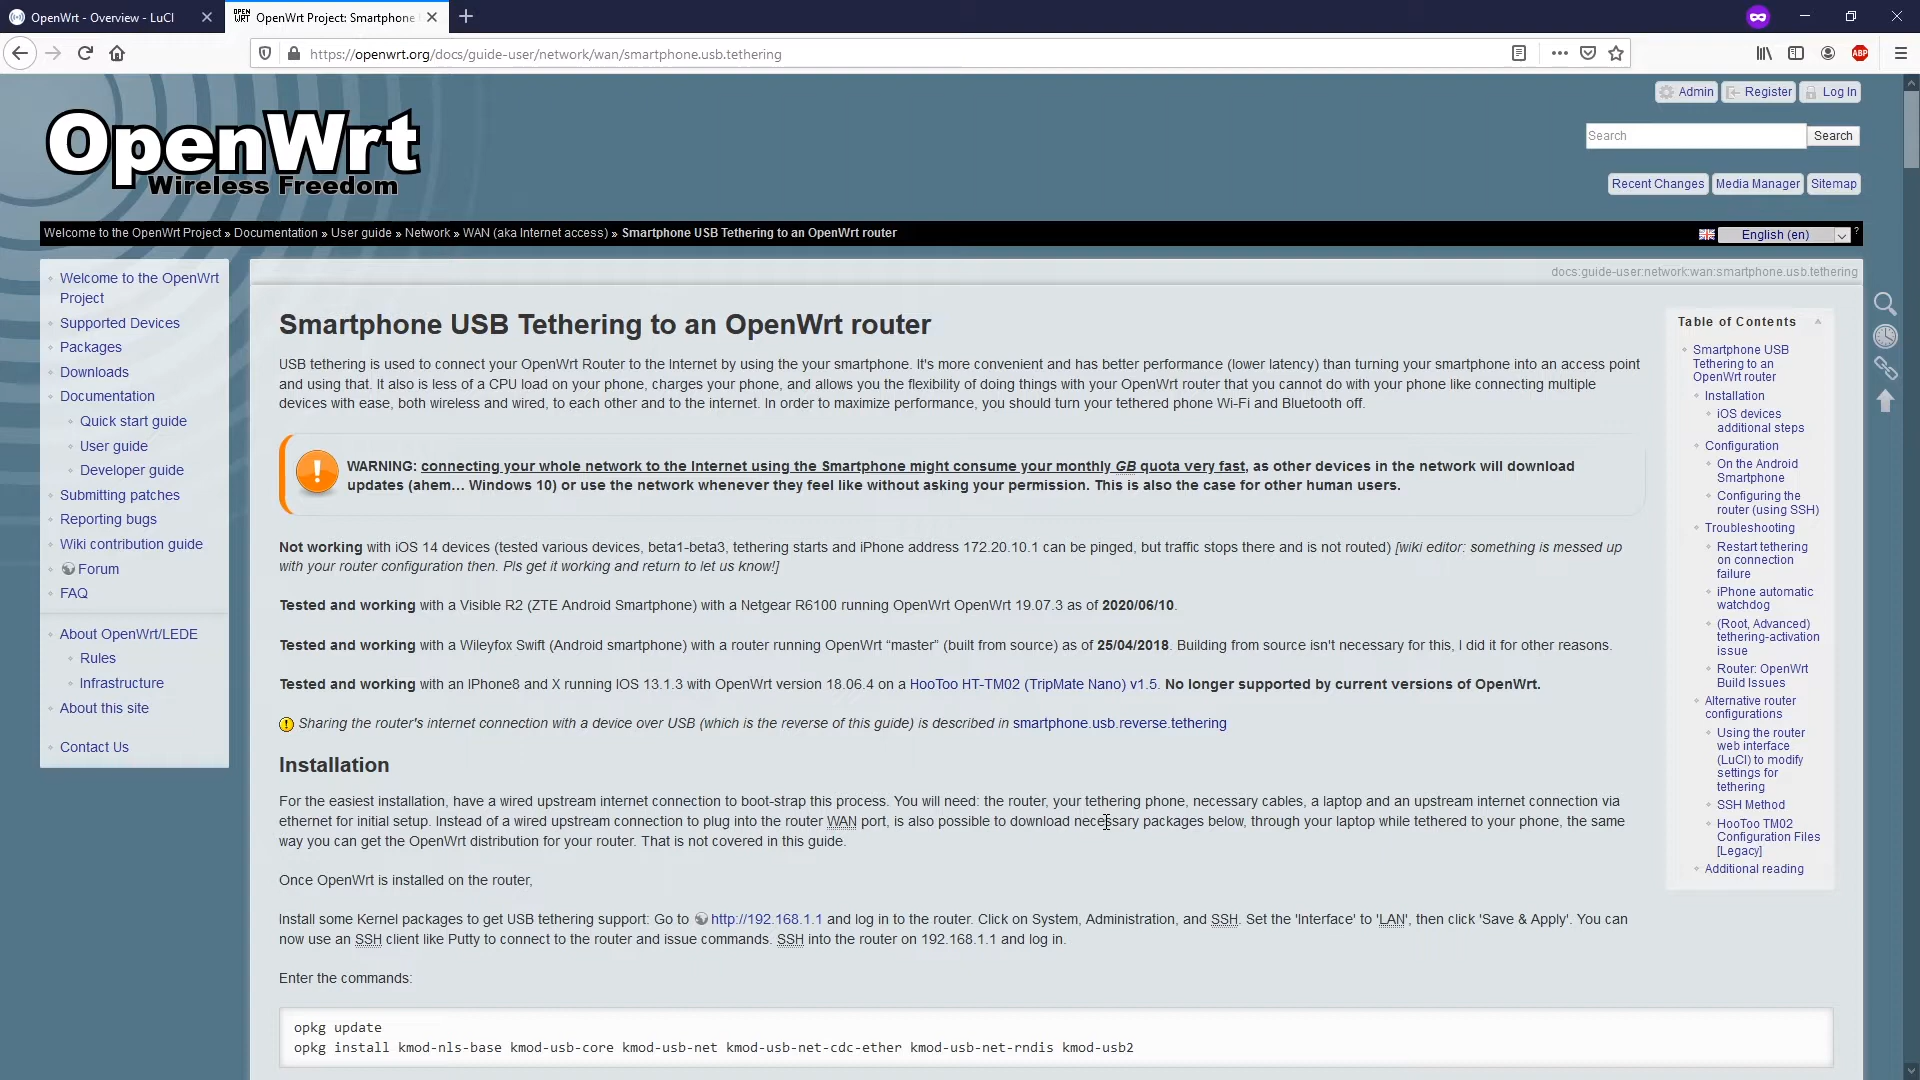 OpenWrt - Overview - LuCI
OPEN WRT OpenWrt Project: Smartphone
https://openwrt.org/docs/guide-user/network/wan/smartphone.usb.tethering
ABP
Admin Register Log In
OpenWrt
Wireless Freedom
Search Search
Recent Changes Media Manager Sitemap
Welcome to the OpenWrt Project » Documentation » User guide » Network » WAN (aka Internet access) » Smartphone USB Tethering to an OpenWrt router
English (en) ?
Welcome to the OpenWrt
Project
Supported Devices
Packages
Downloads
Documentation
Quick start guide
User guide
Developer guide
Submitting patches
Reporting bugs
Wiki contribution guide
Forum
FAQ
About OpenWrt/LEDE
Rules
Infrastructure
About this site
Contact Us
docs:guide-user:network:wan:smartphone.usb.tethering
Smartphone USB Tethering to an OpenWrt router
USB tethering is used to connect your OpenWrt Router to the Internet by using the your smartphone. It's more convenient and has better performance (lower latency) than turning your smartphone into an access point
and using that. It also is less of a CPU load on your phone, charges your phone, and allows you the flexibility of doing things with your OpenWrt router that you cannot do with your phone like connecting multiple
devices with ease, both wireless and wired, to each other and to the internet. In order to maximize performance, you should turn your tethered phone Wi-Fi and Bluetooth off.
WARNING: connecting your whole network to the Internet using the Smartphone might consume your monthly GB quota very fast, as other devices in the network will download
updates (ahem… Windows 10) or use the network whenever they feel like without asking your permission. This is also the case for other human users.
Not working with iOS 14 devices (tested various devices, beta1-beta3, tethering starts and iPhone address 172.20.10.1 can be pinged, but traffic stops there and is not routed) [wiki editor: something is messed up
with your router configuration then. Pls get it working and return to let us know!]
Tested and working with a Visible R2 (ZTE Android Smartphone) with a Netgear R6100 running OpenWrt OpenWrt 19.07.3 as of 2020/06/10.
Tested and working with a Wileyfox Swift (Android smartphone) with a router running OpenWrt “master” (built from source) as of 25/04/2018. Building from source isn't necessary for this, I did it for other reasons.
Tested and working with an IPhone8 and X running IOS 13.1.3 with OpenWrt version 18.06.4 on a HooToo HT-TM02 (TripMate Nano) v1.5. No longer supported by current versions of OpenWrt.
Sharing the router's internet connection with a device over USB (which is the reverse of this guide) is described in smartphone.usb.reverse.tethering
Installation
For the easiest installation, have a wired upstream internet connection to boot-strap this process. You will need: the router, your tethering phone, necessary cables, a laptop and an upstream internet connection via
ethernet for initial setup. Instead of a wired upstream connection to plug into the router WAN port, is also possible to download necessary packages below, through your laptop while tethered to your phone, the same
way you can get the OpenWrt distribution for your router. That is not covered in this guide.
Once OpenWrt is installed on the router,
Install some Kernel packages to get USB tethering support: Go to http://192.168.1.1 and log in to the router. Click on System, Administration, and SSH. Set the 'Interface' to 'LAN', then click 'Save & Apply'. You can
now use an SSH client like Putty to connect to the router and issue commands. SSH into the router on 192.168.1.1 and log in.
Enter the commands:
opkg update
opkg install kmod-nls-base kmod-usb-core kmod-usb-net kmod-usb-net-cdc-ether kmod-usb-net-rndis kmod-usb2
Table of Contents
Smartphone USB
Tethering to an
OpenWrt router
Installation
iOS devices
additional steps
Configuration
On the Android
Smartphone
Configuring the
router (using SSH)
Troubleshooting
Restart tethering
on connection
failure
iPhone automatic
watchdog
(Root, Advanced)
tethering-activation
issue
Router: OpenWrt
Build Issues
Alternative router
configurations
Using the router
web interface
(LuCI) to modify
settings for
tethering
SSH Method
HooToo TM02
Configuration Files
[Legacy]
Additional reading